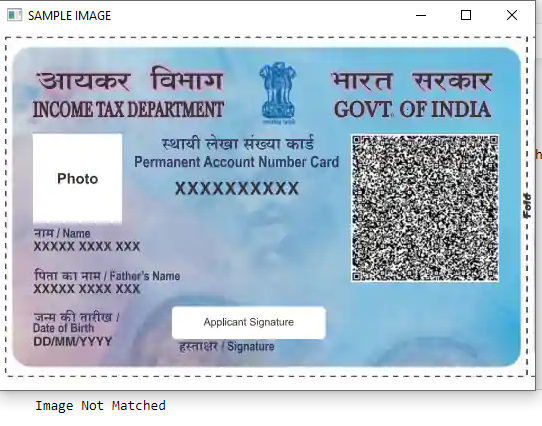 SAMPLE IMAGE
आयकर विभाग
INCOME TAX DEPARTMENT
भारत सरकार
GOVT. OF INDIA
स्थायी लेखा संख्या कार्ड
Permanent Account Number Card
XXXXXXXXXX
Photo
नाम / Name
XXXXX XXXX XXX
पिता का नाम / Father's Name
XXXXX XXXX XXX
जन्म की तारीख /
Date of Birth
DD/MM/YYYY
Applicant Signature
हस्ताक्षर / Signature
Fold
h
Image Not Matched